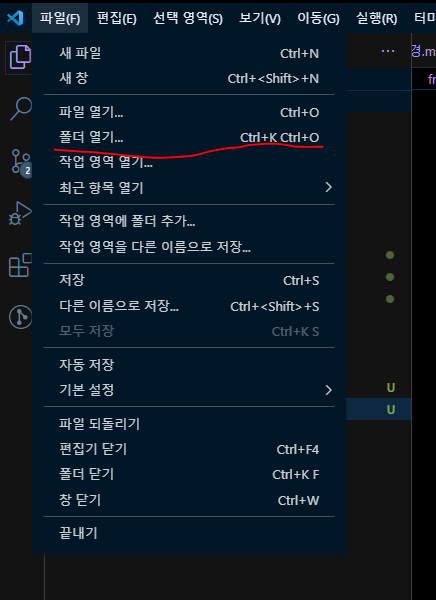 파일(F) 편집(E) 선택 영역(S) 보기(V) 이동(G) 실행(R) 터미
경.m
새 파일 Ctrl+N
새 창 Ctrl+<Shift>+N
fr
파일 열기... Ctrl+O
폴더 열기... Ctrl+K Ctrl+O
작업 영역 열기...
2
최근 항목 열기
작업 영역에 폴더 추가...
작업 영역을 다른 이름으로 저장...
저장 Ctrl+S
다른 이름으로 저장... Ctrl+<Shift>+S
모두 저장 Ctrl+K S
자동 저장
기본 설정
U
U
파일 되돌리기
편집기 닫기 Ctrl+F4
폴더 닫기 Ctrl+K F
창 닫기 Ctrl+W
끝내기